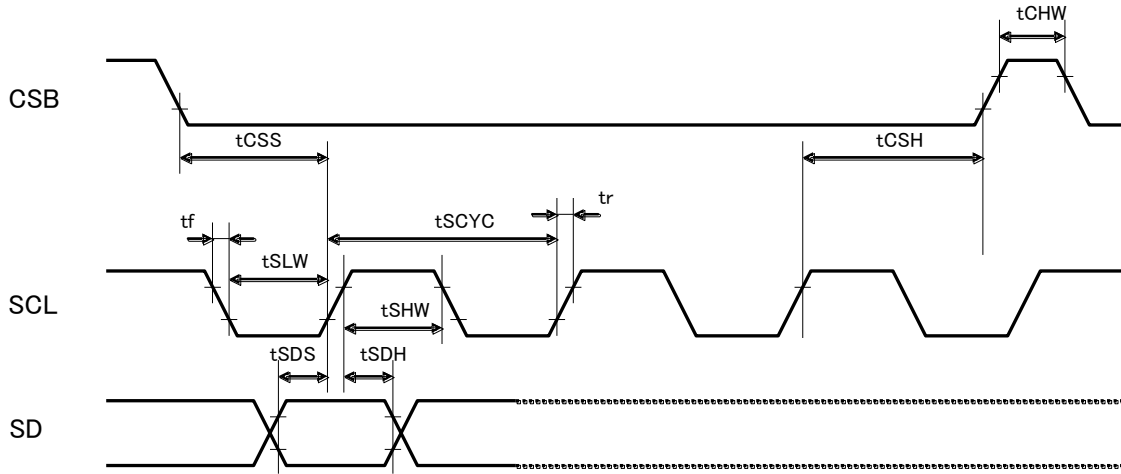 tCHW
CSB
tCSS
tCSH
tf
tSCYC
tr
tSLW
SCL
tSHW
tSDS
tSDH
SD